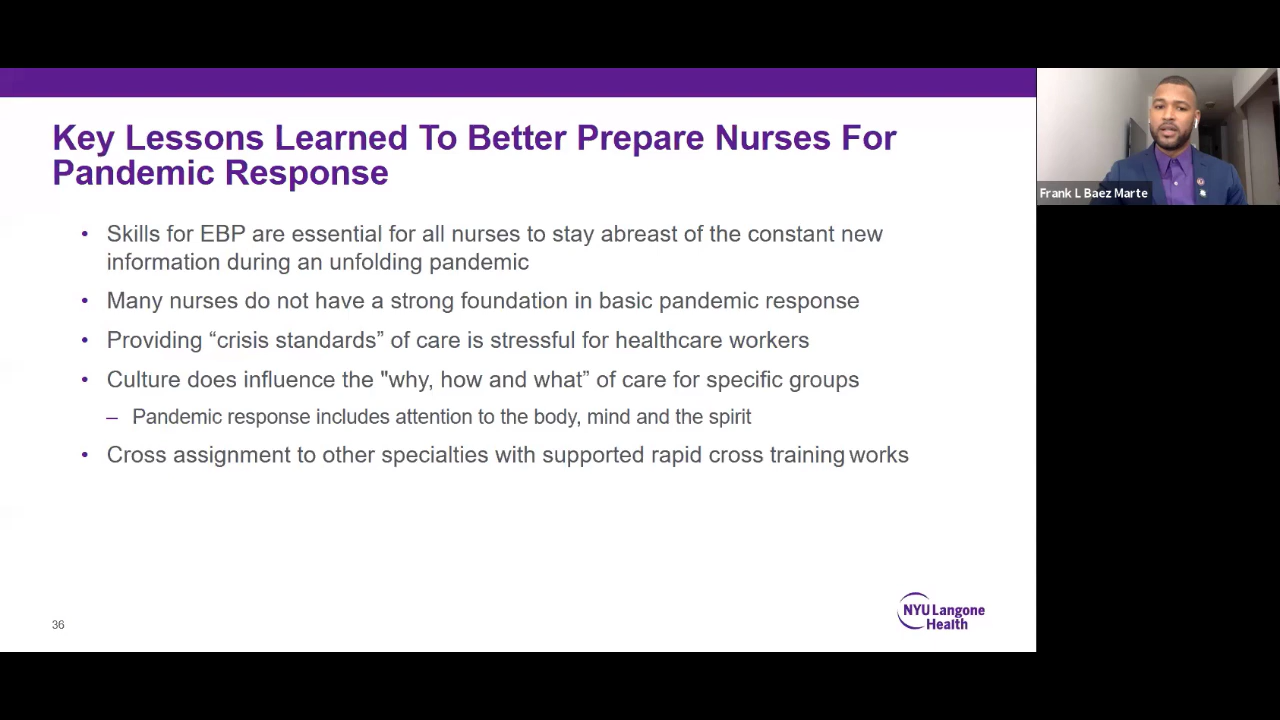 Key Lessons Learned To Better Prepare Nurses For
Pandemic Response
• Skills for EBP are essential for all nurses to stay abreast of the constant new
information during an unfolding pandemic
• Many nurses do not have a strong foundation in basic pandemic response
• Providing “crisis standards” of care is stressful for healthcare workers
• Culture does influence the "why, how and what” of care for specific groups
– Pandemic response includes attention to the body, mind and the spirit
• Cross assignment to other specialties with supported rapid cross training works
36
NYU Langone
Health
Frank L Baez Marte